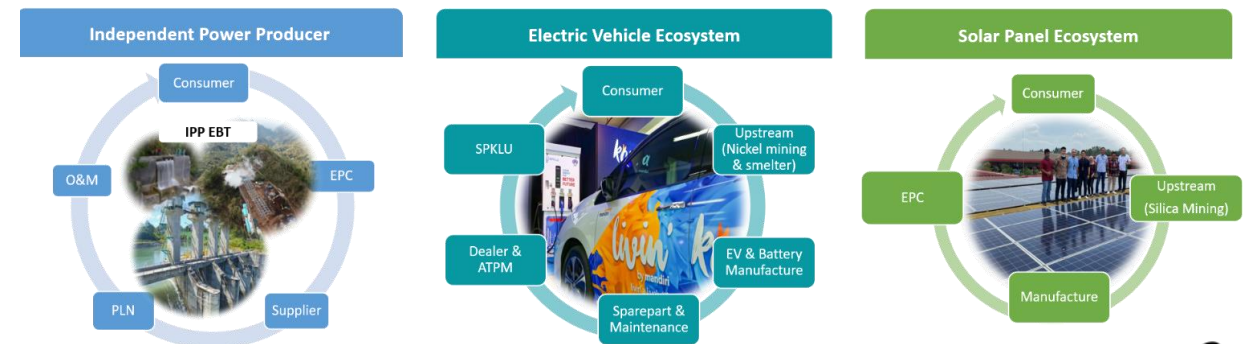 Independent Power Producer
Consumer
IPP EBT
EPC
Supplier
PLN
O&M
Electric Vehicle Ecosystem
Consumer
Upstream
(Nickel mining
& smelter)
EV & Battery
Manufacture
Sparepart &
Maintenance
Dealer &
ATPM
SPKLU
livin'
by mandiri
Solar Panel Ecosystem
Consumer
Upstream
(Silica Mining)
Manufacture
EPC